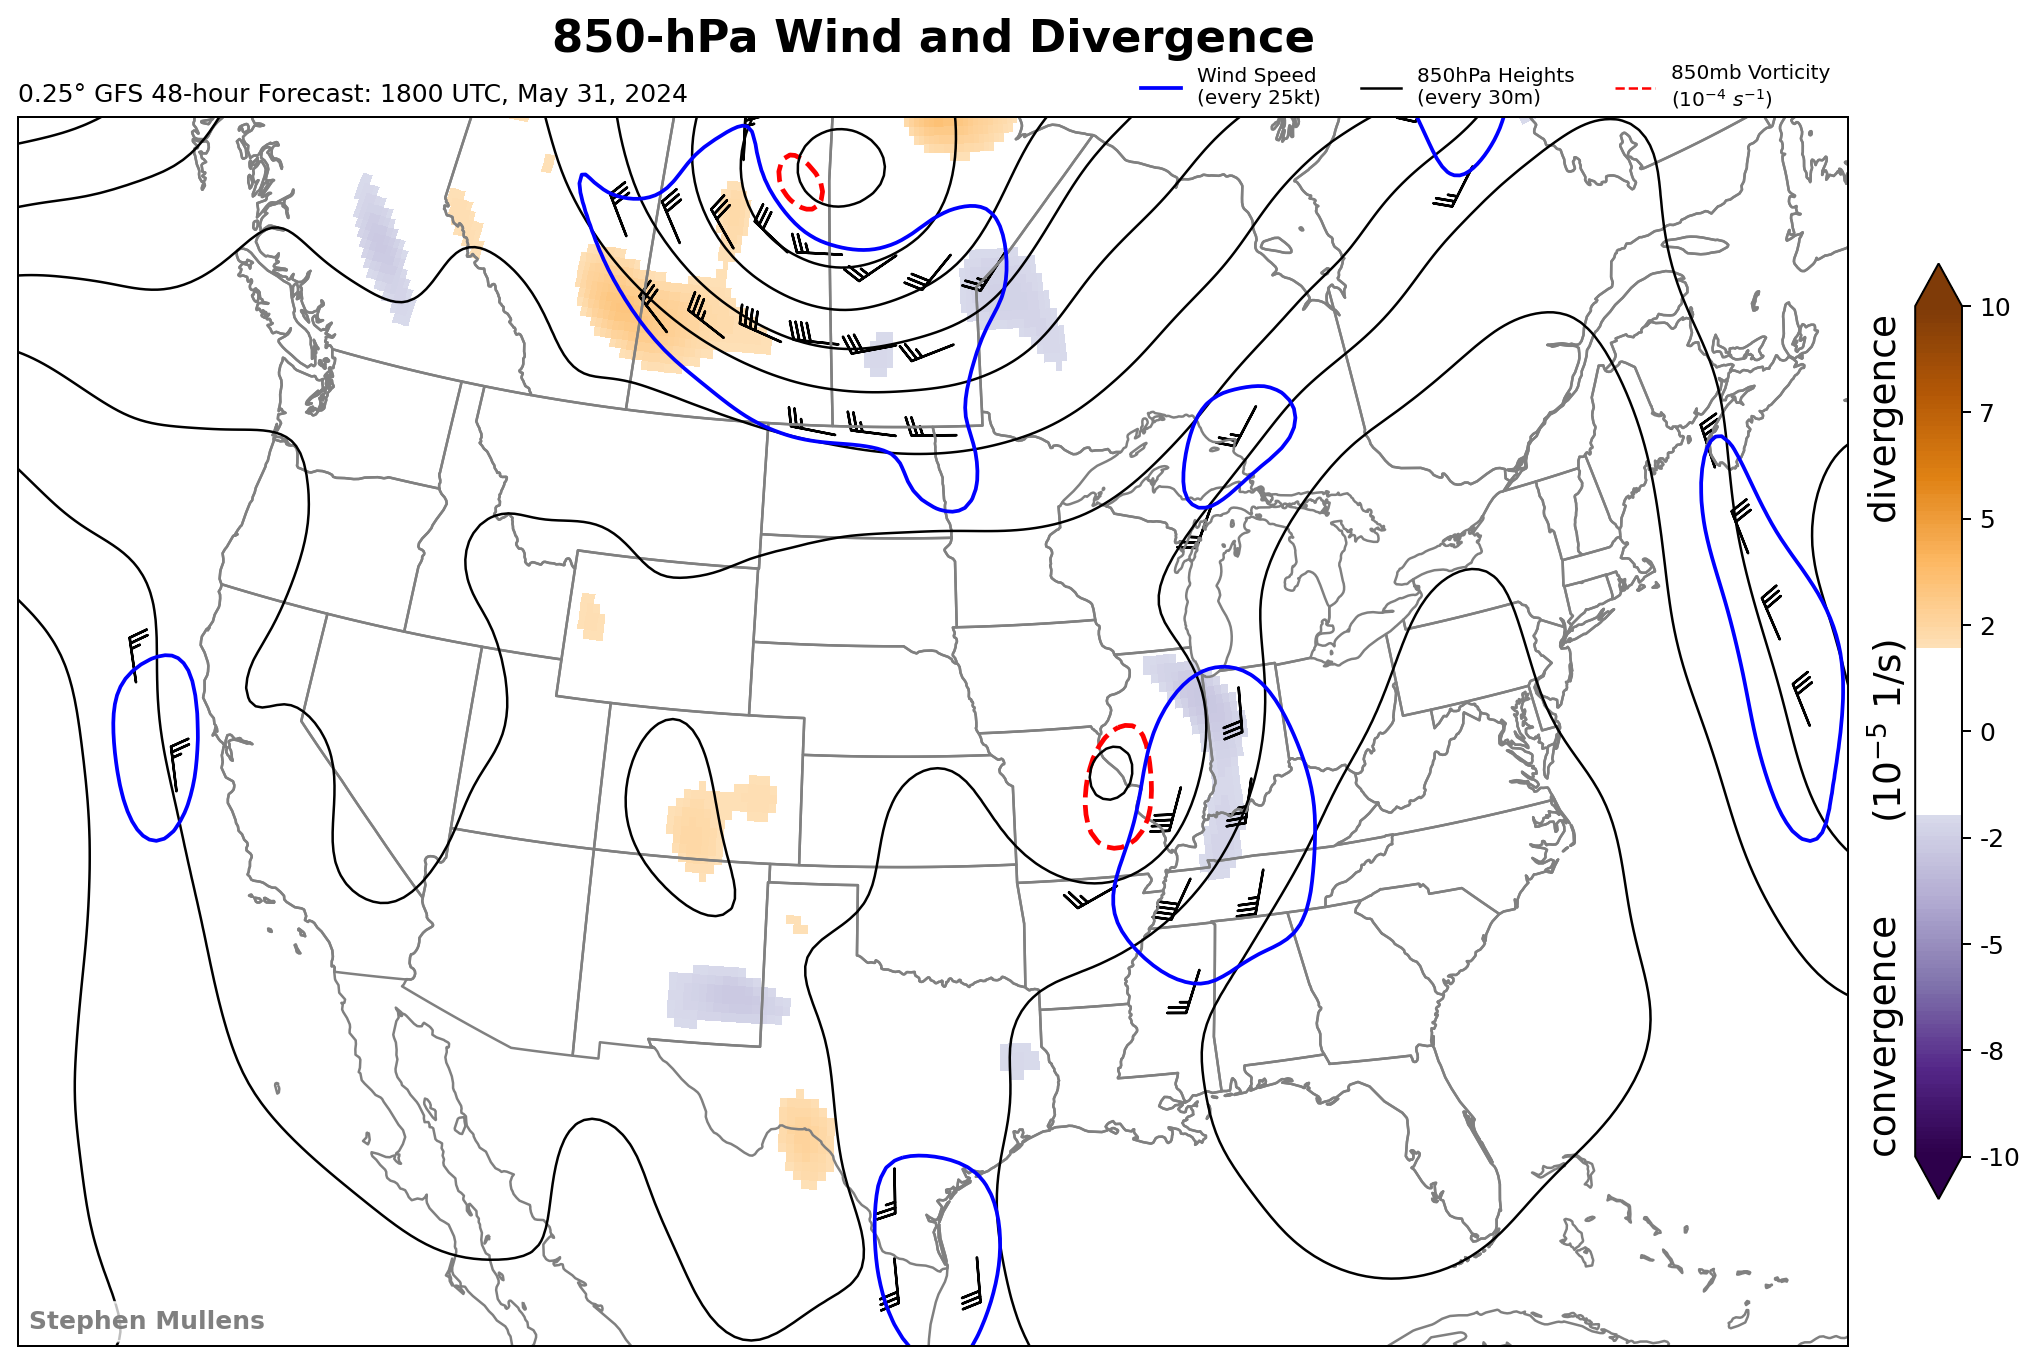 850-hPa Wind and Divergence
0.25° GFS 48-hour Forecast: 1800 UTC, May 31, 2024
Wind Speed
(every 25kt)
850hPa Heights
(every 30m)
850mb Vorticity
(10⁻⁴ s⁻¹)
10
7
5
2
0
-2
-5
-8
-10
divergence
(10⁻⁵ 1/s)
convergence
Stephen Mullens